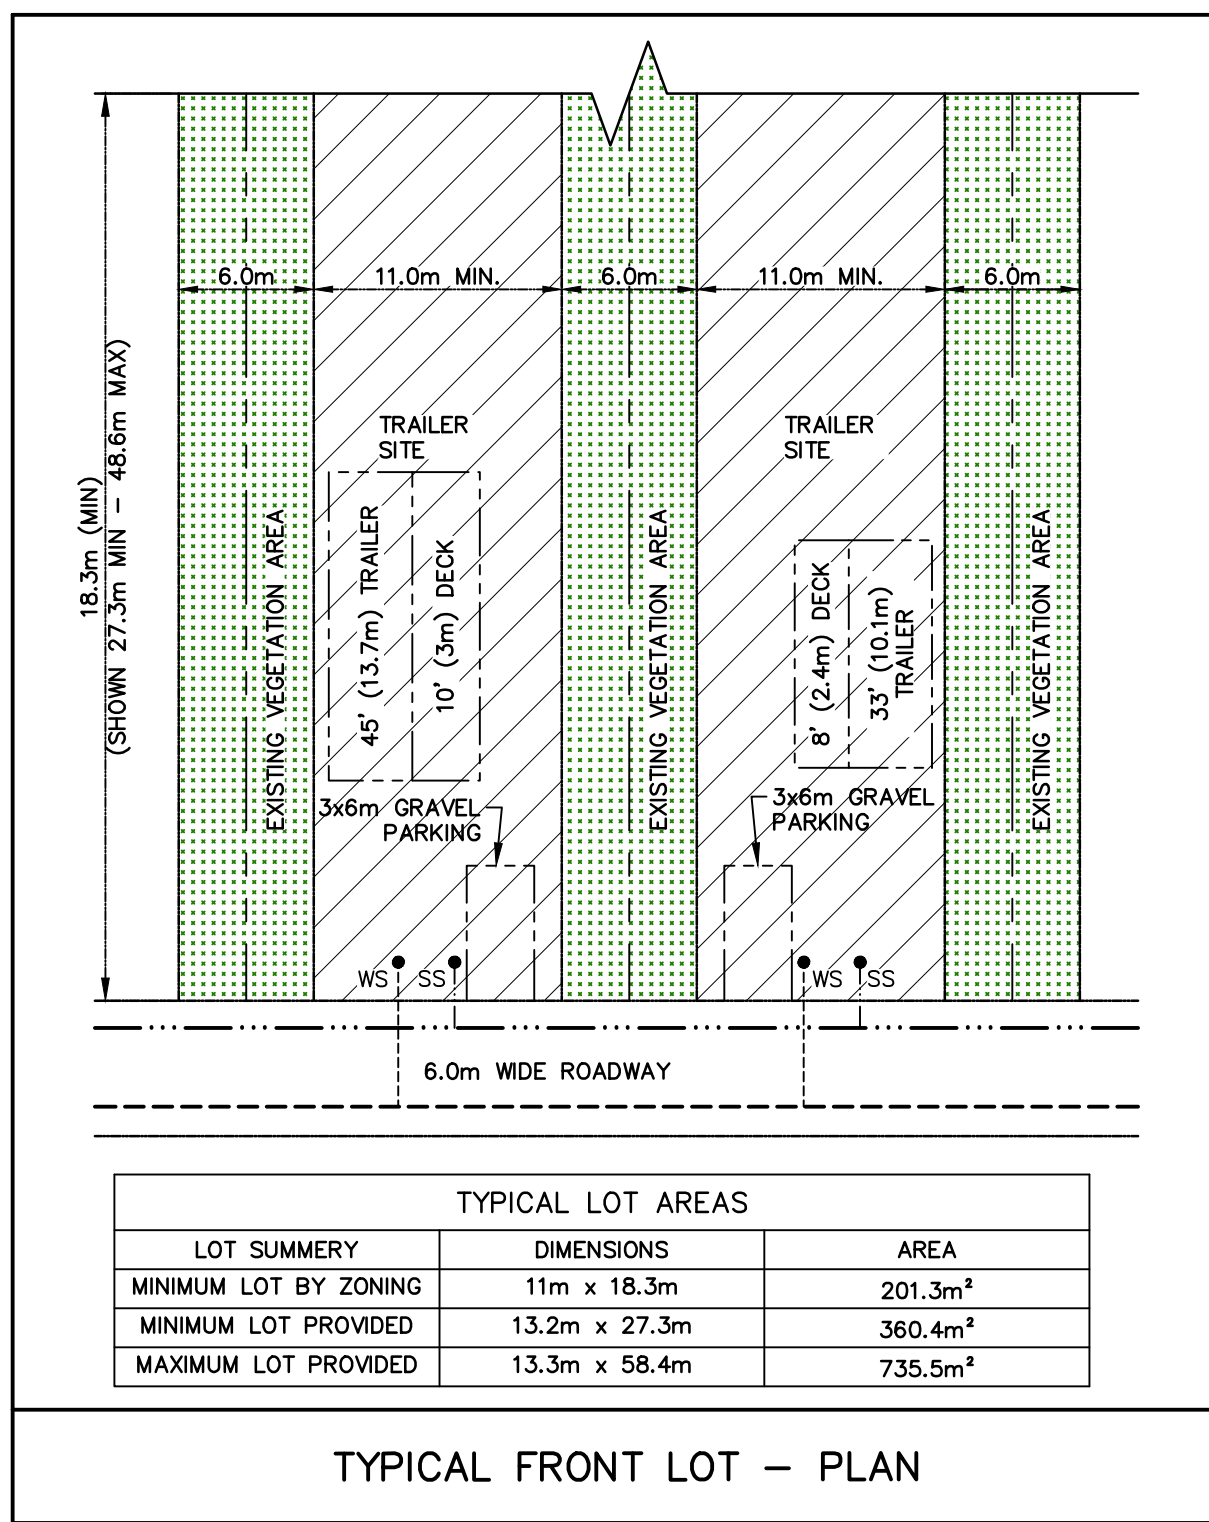 6.0m
11.0m MIN.
6.0m
11.0m MIN.
6.0m
18.3m (MIN)
(SHOWN 27.3m MIN – 48.6m MAX)
TRAILER
SITE
TRAILER
SITE
EXISTING VEGETATION AREA
45' (13.7m) TRAILER
10' (3m) DECK
EXISTING VEGETATION AREA
8' (2.4m) DECK
33' (10.1m)
TRAILER
EXISTING VEGETATION AREA
3x6m GRAVEL
PARKING
3x6m GRAVEL
PARKING
WS
SS
WS
SS
6.0m WIDE ROADWAY
TYPICAL LOT AREAS
LOT SUMMERY DIMENSIONS AREA
MINIMUM LOT BY ZONING 11m x 18.3m 201.3m²
MINIMUM LOT PROVIDED 13.2m x 27.3m 360.4m²
MAXIMUM LOT PROVIDED 13.3m x 58.4m 735.5m²
TYPICAL FRONT LOT – PLAN